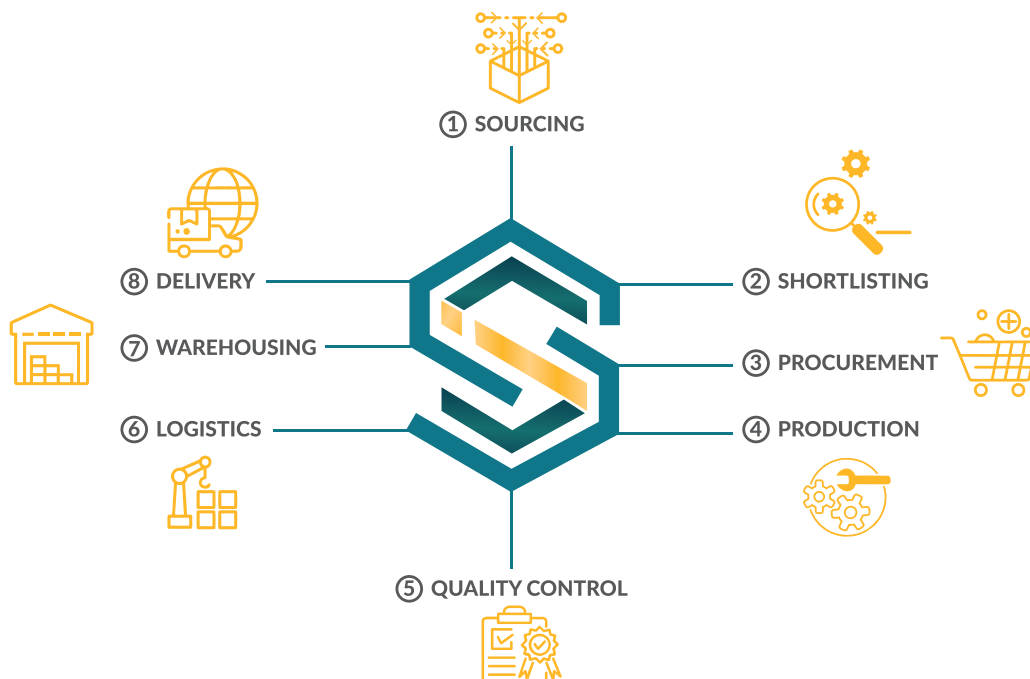 1 SOURCING
2 SHORTLISTING
3 PROCUREMENT
4 PRODUCTION
5 QUALITY CONTROL
6 LOGISTICS
7 WAREHOUSING
8 DELIVERY